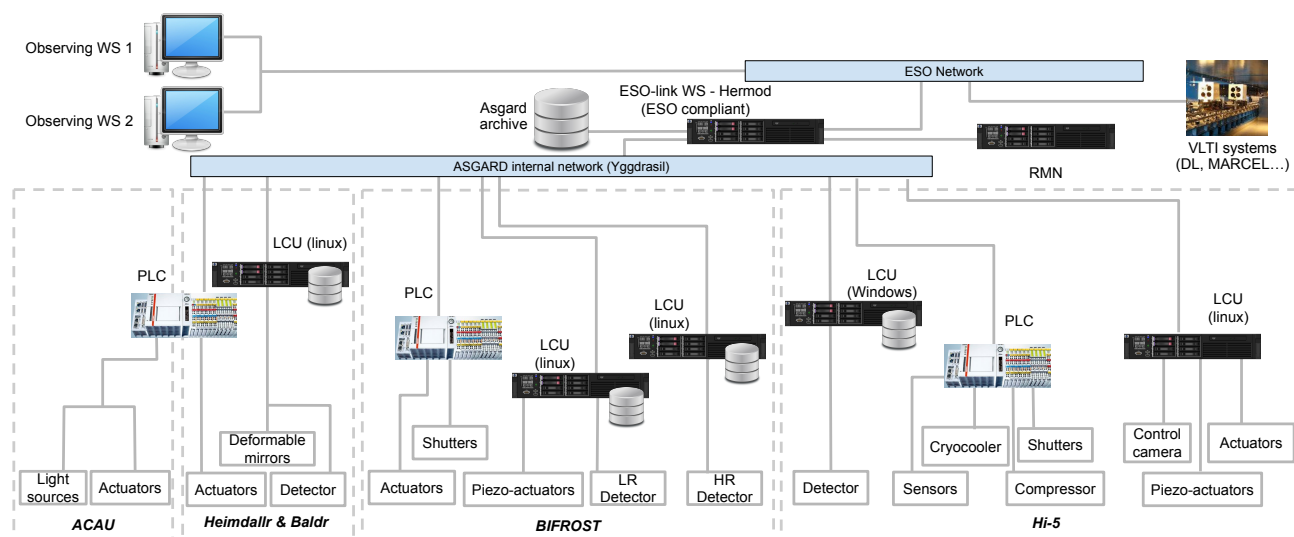 Observing WS 1
Observing WS 2
ESO Network
ESO-link WS - Hermod
(ESO compliant)
Asgard
archive
VLTI systems
(DL, MARCEL…)
RMN
ASGARD internal network (Yggdrasil)
PLC
LCU (linux)
PLC
LCU
(linux)
LCU
(linux)
LCU
(Windows)
PLC
LCU
(linux)
Light
sources
Actuators
Deformable
mirrors
Actuators
Detector
Shutters
Actuators
Piezo-actuators
LR
Detector
HR
Detector
Detector
Sensors
Cryocooler
Shutters
Compressor
Control
camera
Actuators
Piezo-actuators
ACAU
Heimdallr & Baldr
BIFROST
Hi-5